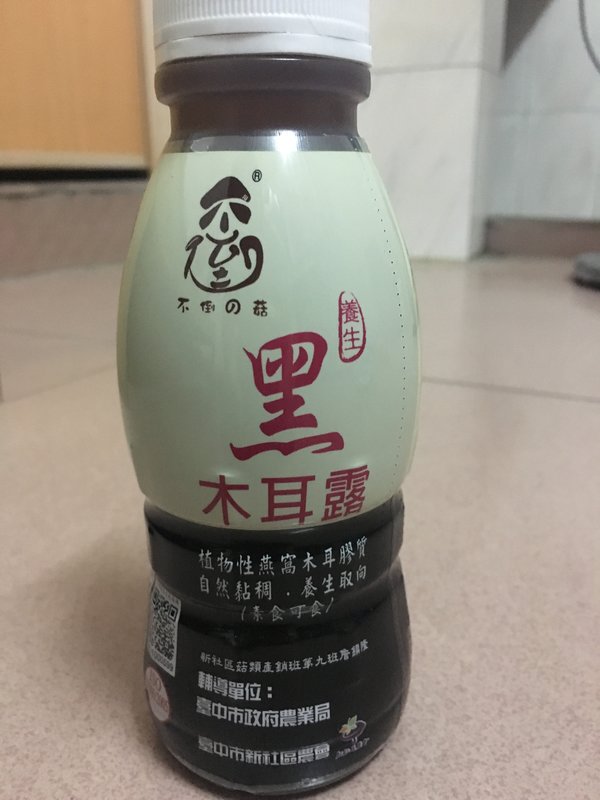 ®
不倒の菇
養生
黑
木耳露
植物性燕窩木耳膠質
自然黏稠．養生取向
(素食可食)
新社區菇類產銷班第九班詹鎮隆
輔導單位：
臺中市政府農業局
臺中市新社區農會